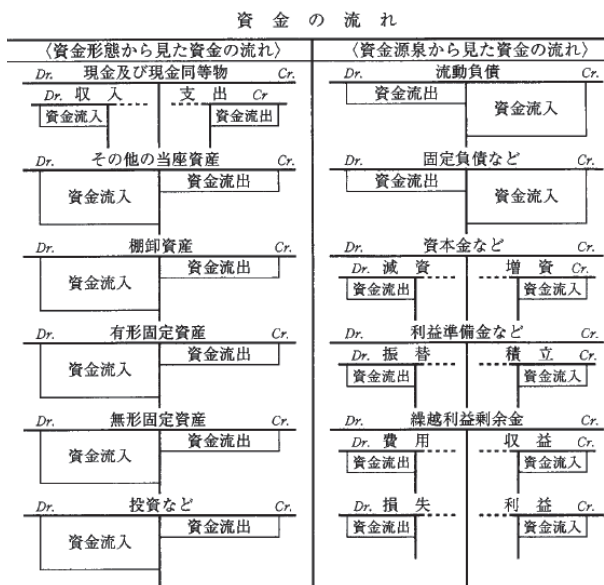 資金の流れ
〈資金形態から見た資金の流れ〉
Dr. 現金及び現金同等物 Cr.
Dr. 収入 支出 Cr
資金流入 資金流出
Dr. その他の当座資産 Cr.
資金流入 資金流出
Dr. 棚卸資産 Cr.
資金流入 資金流出
Dr. 有形固定資産 Cr.
資金流入 資金流出
Dr. 無形固定資産 Cr.
資金流入 資金流出
Dr. 投資など Cr.
資金流入 資金流出
〈資金源泉から見た資金の流れ〉
Dr. 流動負債 Cr.
資金流出 資金流入
Dr. 固定負債など Cr.
資金流出 資金流入
Dr. 資本金など Cr.
Dr. 減資 増資 Cr.
資金流出 資金流入
Dr. 利益準備金など Cr.
Dr. 振替 積立 Cr.
資金流出 資金流入
Dr. 繰越利益剰余金 Cr.
Dr. 費用 収益 Cr.
資金流出 資金流入
Dr. 損失 利益 Cr.
資金流出 資金流入